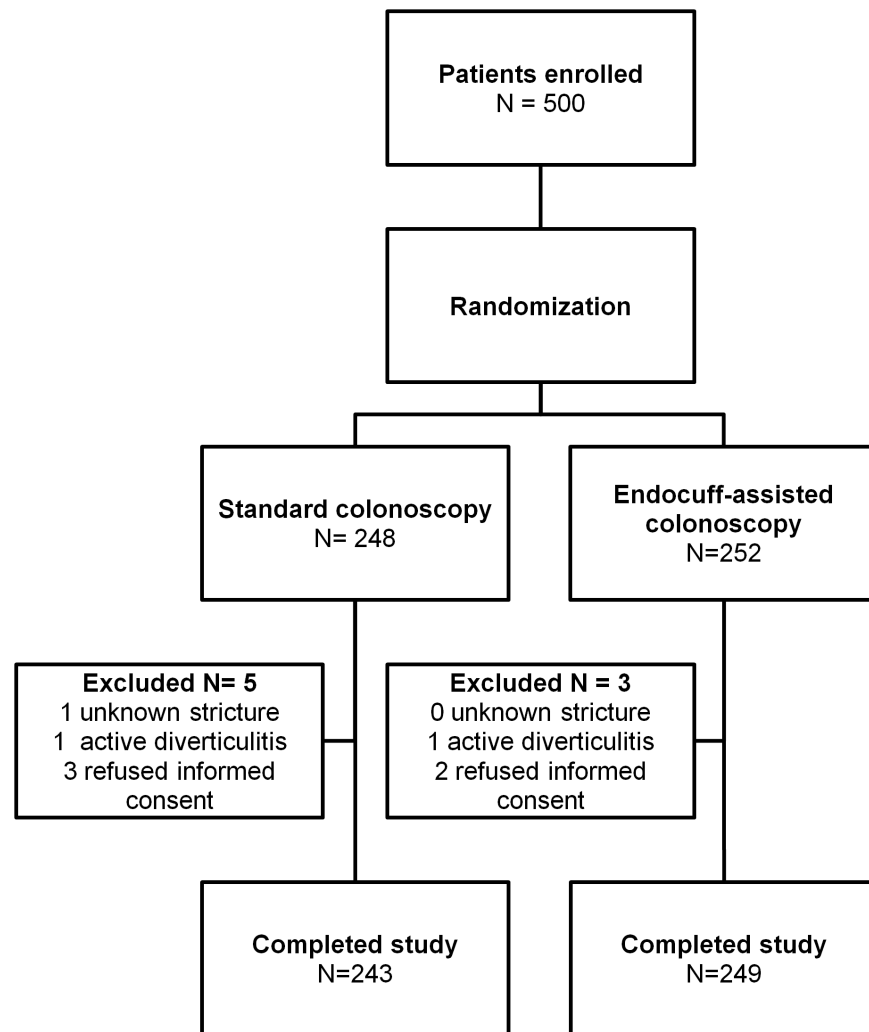 Patients enrolled
N = 500
Randomization
Standard colonoscopy
N= 248
Endocuff-assisted
colonoscopy
N=252
Excluded N= 5
1 unknown stricture
1 active diverticulitis
3 refused informed
consent
Excluded N = 3
0 unknown stricture
1 active diverticulitis
2 refused informed
consent
Completed study
N=243
Completed study
N=249